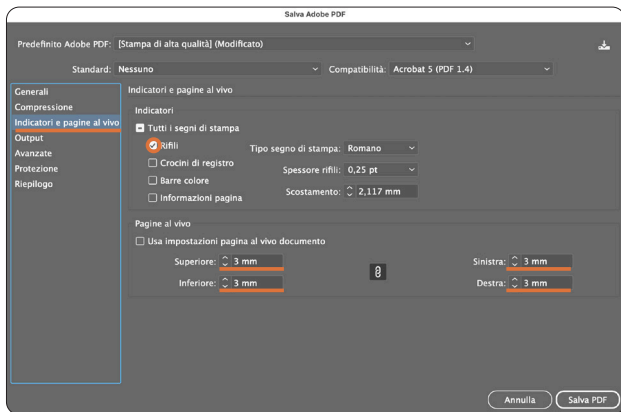 Salva Adobe PDF
Predefinito Adobe PDF: [Stampa di alta qualità] (Modificato)
Standard: Nessuno Compatibilità: Acrobat 5 (PDF 1.4)
Generali
Compressione
Indicatori e pagine al vivo
Output
Avanzate
Protezione
Riepilogo
Indicatori e pagine al vivo
Indicatori
Tutti i segni di stampa
Rifili Tipo segno di stampa: Romano
Crocini di registro Spessore rifili: 0,25 pt
Barre colore
Scostamento: 2,117 mm
Informazioni pagina
Pagine al vivo
Usa impostazioni pagina al vivo documento
Superiore: 3 mm Sinistra: 3 mm
Inferiore: 3 mm Destra: 3 mm
Annulla Salva PDF